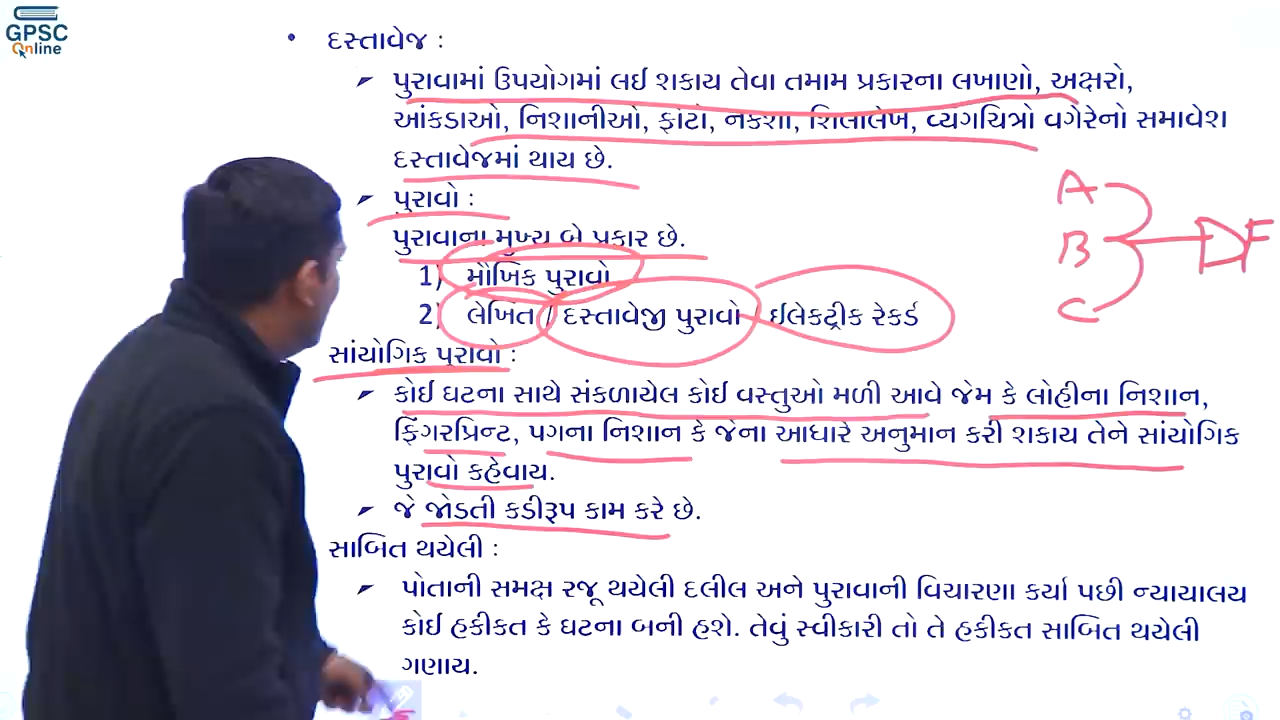 GPSC
Online
• દસ્તાવેજ :
➤ પુરાવામાં ઉપયોગમાં લઈ શકાય તેવા તમામ પ્રકારના લખાણો, અક્ષરો,
આંકડાઓ, નિશાનીઓ, ફાંટો, નકશા, શિલાલેખ, વ્યંગચિત્રો વગેરેનો સમાવેશ
દસ્તાવેજમાં થાય છે.
➤ પુરાવો :
પુરાવાના મુખ્ય બે પ્રકાર છે.
1) મૌખિક પુરાવો
2) લેખિત / દસ્તાવેજી પુરાવો / ઈલેકટ્રીક રેકર્ડ
સાંયોગિક પુરાવો :
➤ કોઈ ઘટના સાથે સંકળાયેલ કોઈ વસ્તુઓ મળી આવે જેમ કે લોહીના નિશાન,
ફિંગરપ્રિન્ટ, પગના નિશાન કે જેના આધારે અનુમાન કરી શકાય તેને સાંયોગિક
પુરાવો કહેવાય.
➤ જે જોડતી કડીરૂપ કામ કરે છે.
સાબિત થયેલી :
➤ પોતાની સમક્ષ રજૂ થયેલી દલીલ અને પુરાવાની વિચારણા કર્યા પછી ન્યાયાલય
કોઈ હકીકત કે ઘટના બની હશે. તેવું સ્વીકારી તો તે હકીકત સાબિત થયેલી
ગણાય.
A
B
C
DF